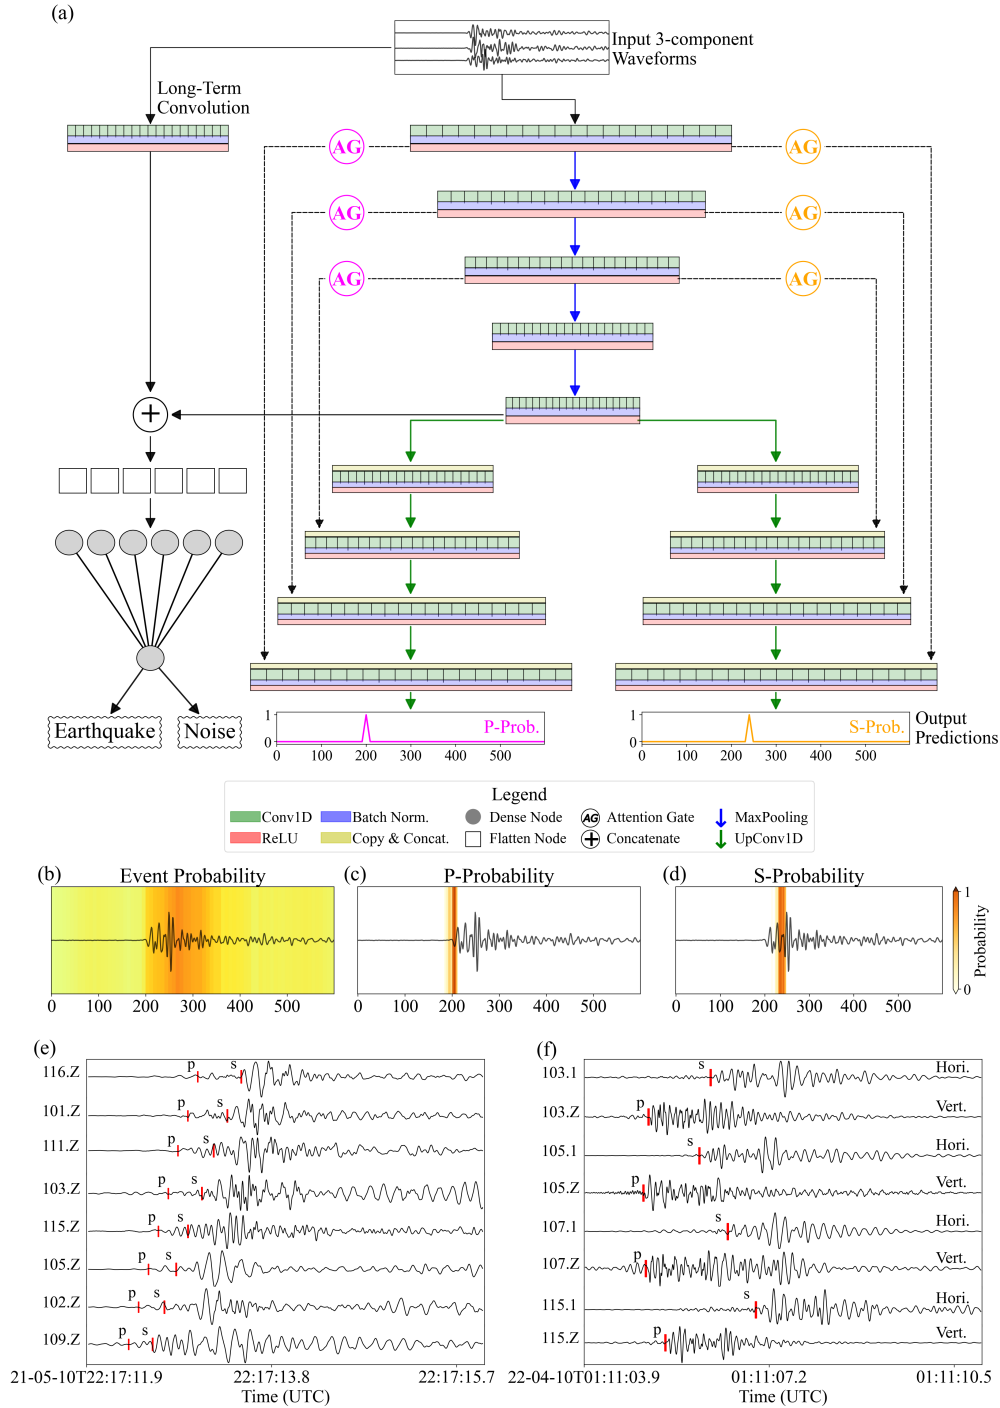 (a)
Input 3-component
Waveforms
Long-Term
Convolution
AG
AG
AG
AG
AG
AG
+
Earthquake
Noise
1
0
P-Prob.
0 100 200 300 400 500
1
0
S-Prob.
0 100 200 300 400 500
Output
Predictions
Legend
Conv1D
Batch Norm.
Dense Node
AG Attention Gate
MaxPooling
ReLU
Copy & Concat.
Flatten Node
+ Concatenate
UpConv1D
(b) Event Probability
0 100 200 300 400 500
(c) P-Probability
0 100 200 300 400 500
(d) S-Probability
0 100 200 300 400 500
1
0
Probability
(e)
116.Z p s
101.Z p s
111.Z p s
103.Z p s
115.Z p s
105.Z p s
102.Z p s
109.Z p s
21-05-10T22:17:11.9 22:17:13.8 22:17:15.7
Time (UTC)
(f)
103.1 s Hori.
103.Z p Vert.
105.1 s Hori.
105.Z p Vert.
107.1 s Hori.
107.Z p Vert.
115.1 s Hori.
115.Z p Vert.
22-04-10T01:11:03.9 01:11:07.2 01:11:10.5
Time (UTC)